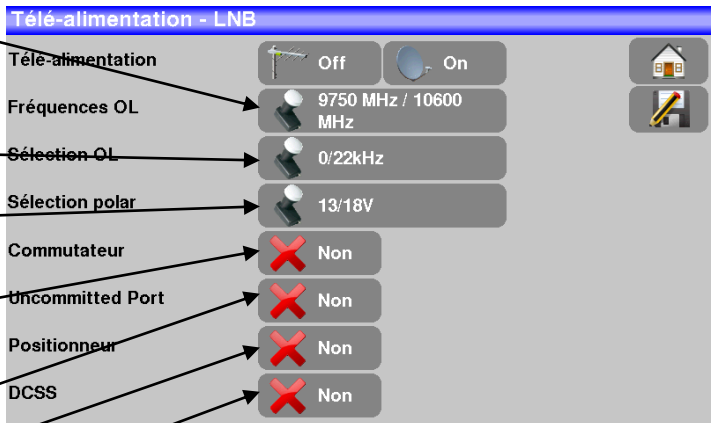 Télé-alimentation - LNB
Télé-alimentation Off On
Fréquences OL 9750 MHz / 10600
MHz
Sélection OL 0/22kHz
Sélection polar 13/18V
Commutateur Non
Uncommitted Port Non
Positionneur Non
DCSS Non